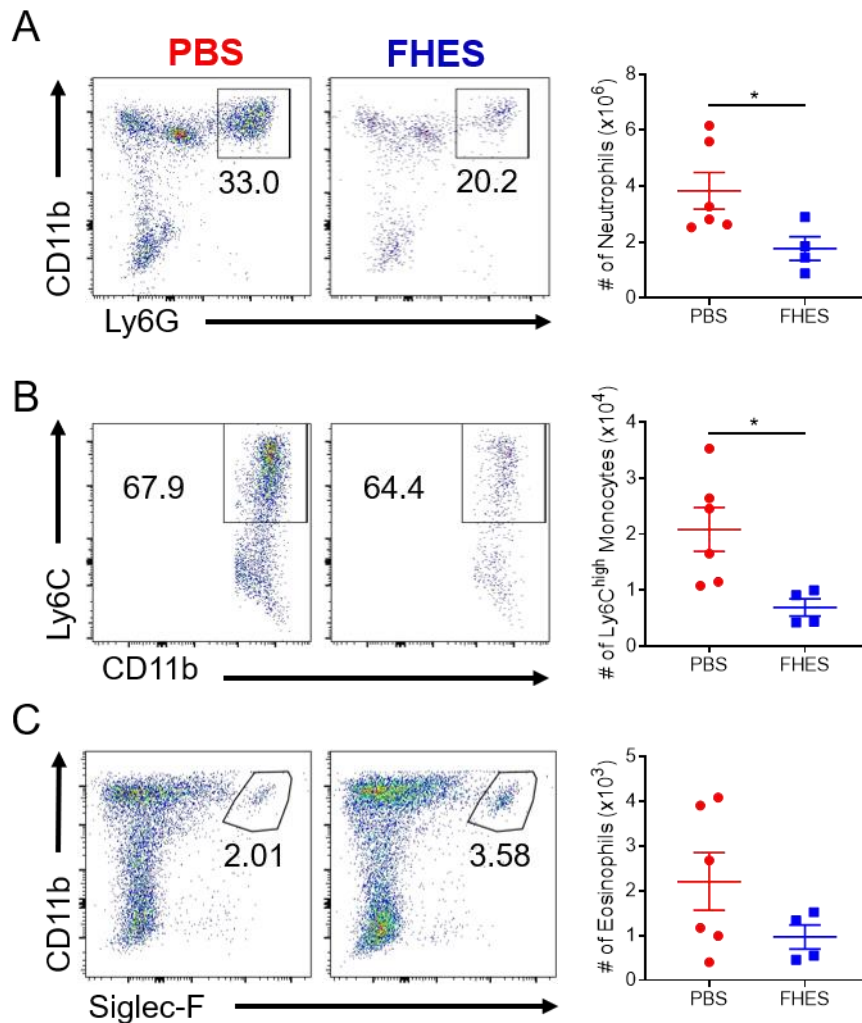 A
PBS
FHES
CD11b
33.0
20.2
Ly6G
# of Neutrophils (x10⁶)
8
6
4
2
0
*
PBS
FHES
B
Ly6C
67.9
64.4
CD11b
# of Ly6Cʰⁱᵍʰ Monocytes (x10⁴)
4
3
2
1
0
*
PBS
FHES
C
CD11b
2.01
3.58
Siglec-F
# of Eosinophils (x10³)
5
4
3
2
1
0
PBS
FHES